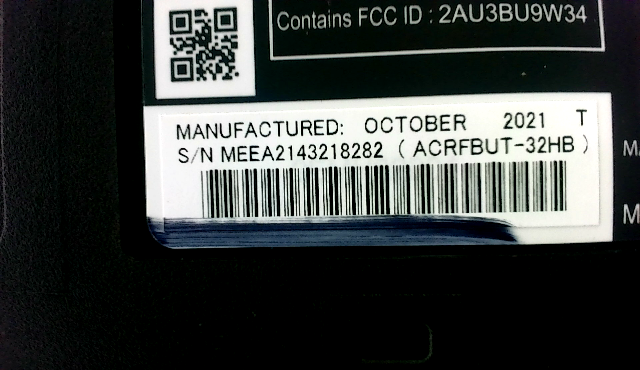 Contains FCC ID : 2AU3BU9W34
MANUFACTURED: OCTOBER 2021 T
S/N MEEA2143218282 ( ACRFBUT-32HB )